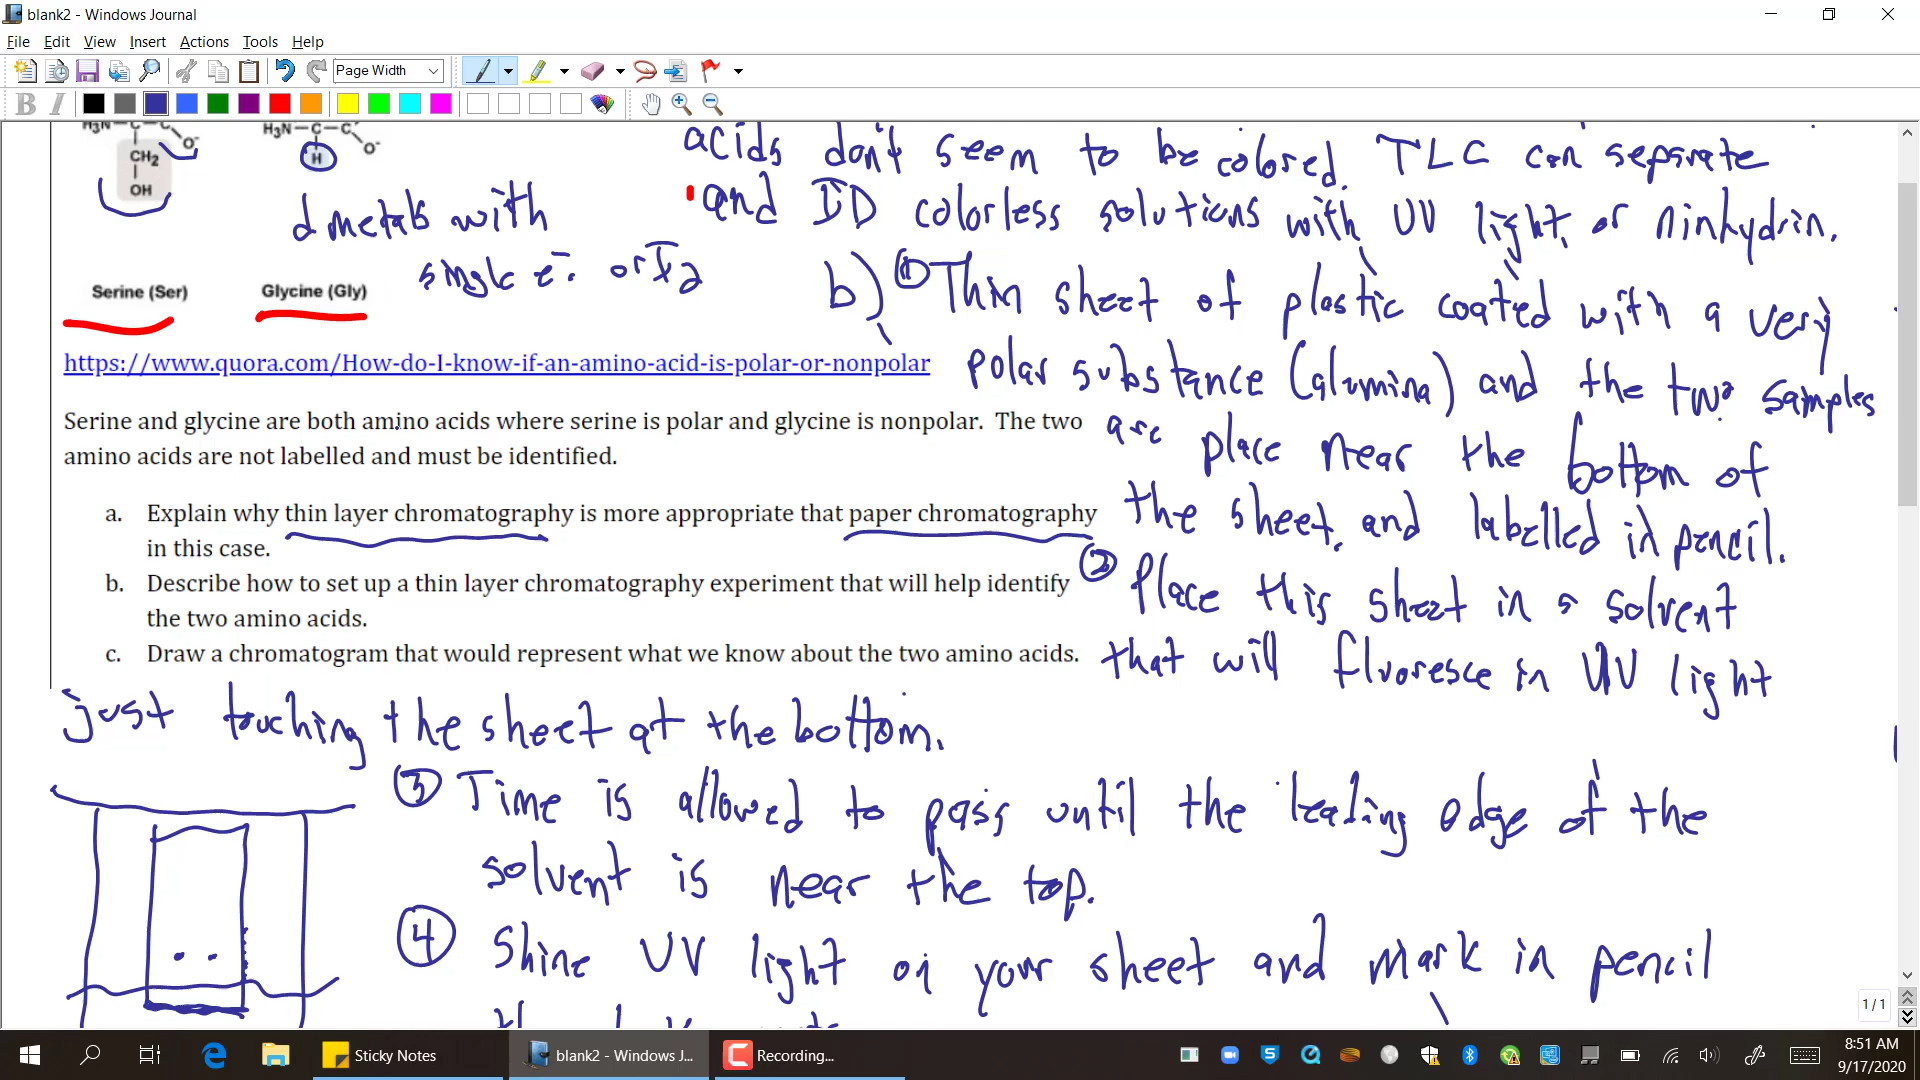 blank2 - Windows Journal
File Edit View Insert Actions Tools Help
Page Width
B I
H₃N—C—C
O⁻
CH₂
OH
H₃N—C—C
O⁻
H
acids don't seem to be colored. TLC can separate
and ID colorless solutions with UV light, or ninhydrin.
d metals with
single e⁻. or I2
Serine (Ser) Glycine (Gly)
b) ① Thin sheet of plastic coated with a very
https://www.quora.com/How-do-I-know-if-an-amino-acid-is-polar-or-nonpolar
polar substance (alumina) and the two samples
Serine and glycine are both amino acids where serine is polar and glycine is nonpolar. The two
amino acids are not labelled and must be identified.
are place near the bottom of
a. Explain why thin layer chromatography is more appropriate that paper chromatography
in this case.
the sheet, and labelled in pencil.
b. Describe how to set up a thin layer chromatography experiment that will help identify
the two amino acids.
② Place this sheet in a solvent
c. Draw a chromatogram that would represent what we know about the two amino acids.
that will fluoresce in UV light
just touching the sheet at the bottom.
③ Time is allowed to pass until the leading edge of the
solvent is near the top.
④ Shine UV light on your sheet and mark in pencil
1 / 1
Sticky Notes
blank2 - Windows J...
Recording...
8:51 AM
9/17/2020